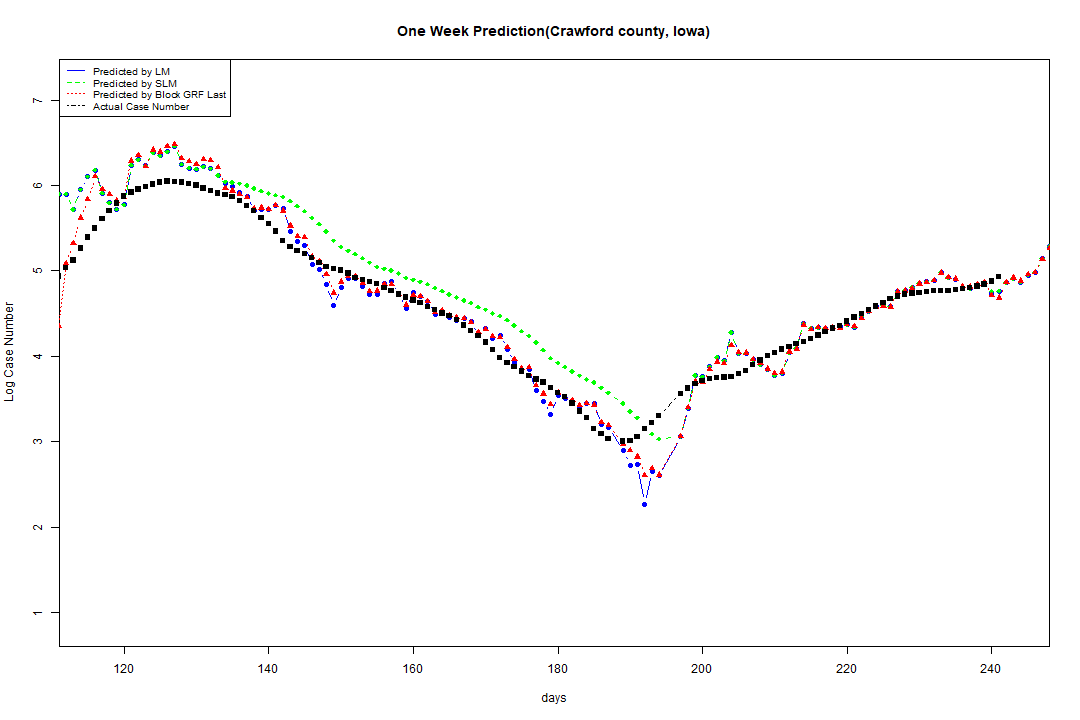 One Week Prediction(Crawford county, Iowa)
Predicted by LM
Predicted by SLM
Predicted by Block GRF Last
Actual Case Number
7
6
5
4
3
2
1
Log Case Number
120 140 160 180 200 220 240
days